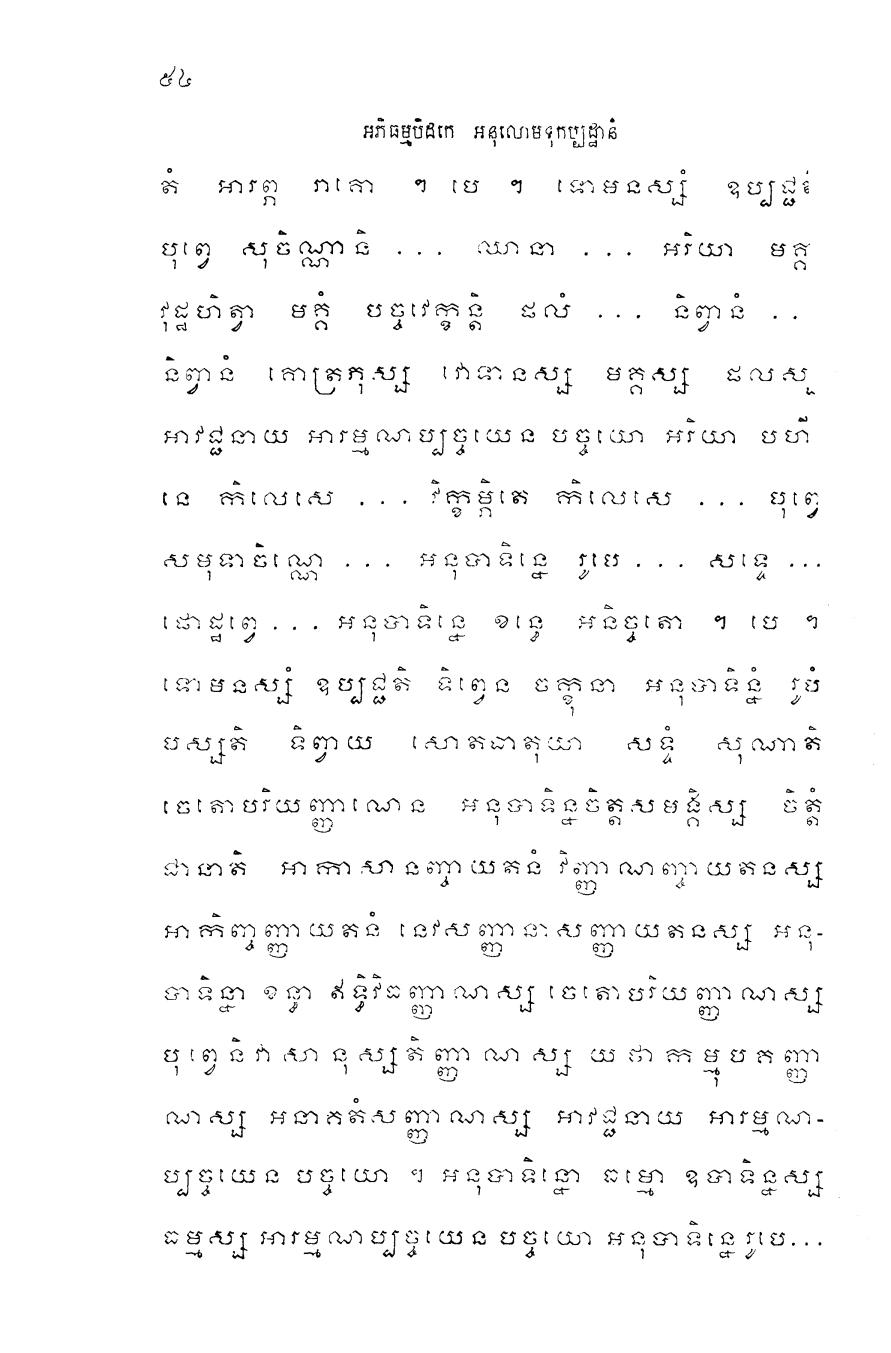 ៥៤
អភិធម្មបិដកេ អនុលោមទុកប្បដ្ឋានំ
តំ អារព្ភ រាគោ ។ បេ ។ ទោមនស្សំ ឧប្បជ្ជ
បុព្វេ សុចិណ្ណានិ ... ឈានា ... អរិយា មគ្គ
វុដ្ឋហិត្វា មគ្គំ បច្ចវេក្ខន្តិ ផលំ ... និព្វានំ ..
និព្វានំ គោត្រភុស្ស វោទានស្ស មគ្គស្ស ផលស្ស
អាវជ្ជនាយ អារម្មណប្បច្ចយេន បច្ចយោ អរិយា បហី
នេ កិលេសេ ... វិក្ខម្ភិតេ កិលេសេ ... បុព្វេ
សមុទាចិណ្ណេ ... អនុបាទិន្នេ រូបេ ... សទ្ទេ ...
ផោដ្ឋព្វេ ... អនុបាទិន្នេ ខន្ធេ អនិច្ចតោ ។ បេ ។
ទោមនស្សំ ឧប្បជ្ជតិ ទិព្វេន ចក្ខុនា អនុបាទិន្នំ រូបំ
បស្សតិ ទិព្វាយ សោតធាតុយា សទ្ទំ សុណាតិ
ចេតោបរិយញ្ញាណេន អនុបាទិន្នចិត្តសមង្គិស្ស ចិត្តំ
ជានាតិ អាកាសានញ្ចាយតនំ វិញ្ញាណញ្ចាយតនស្ស
អាកិញ្ចញ្ញាយតនំ នេវសញ្ញានាសញ្ញាយតនស្ស អនុ-
បាទិន្នា ខន្ធា ឥទ្ធិវិធញ្ញាណស្ស ចេតោបរិយញ្ញាណស្ស
បុព្វេនិវាសានុស្សតិញ្ញាណស្ស យថាកម្មុបគញ្ញា
ណស្ស អនាគតំសញ្ញាណស្ស អាវជ្ជនាយ អារម្មណ-
ប្បច្ចយេន បច្ចយោ ។ អនុបាទិន្នោ ធម្មោ ឧបាទិន្នស្ស
ធម្មស្ស អារម្មណប្បច្ចយេន បច្ចយោ អនុបាទិន្នេ រូបេ...